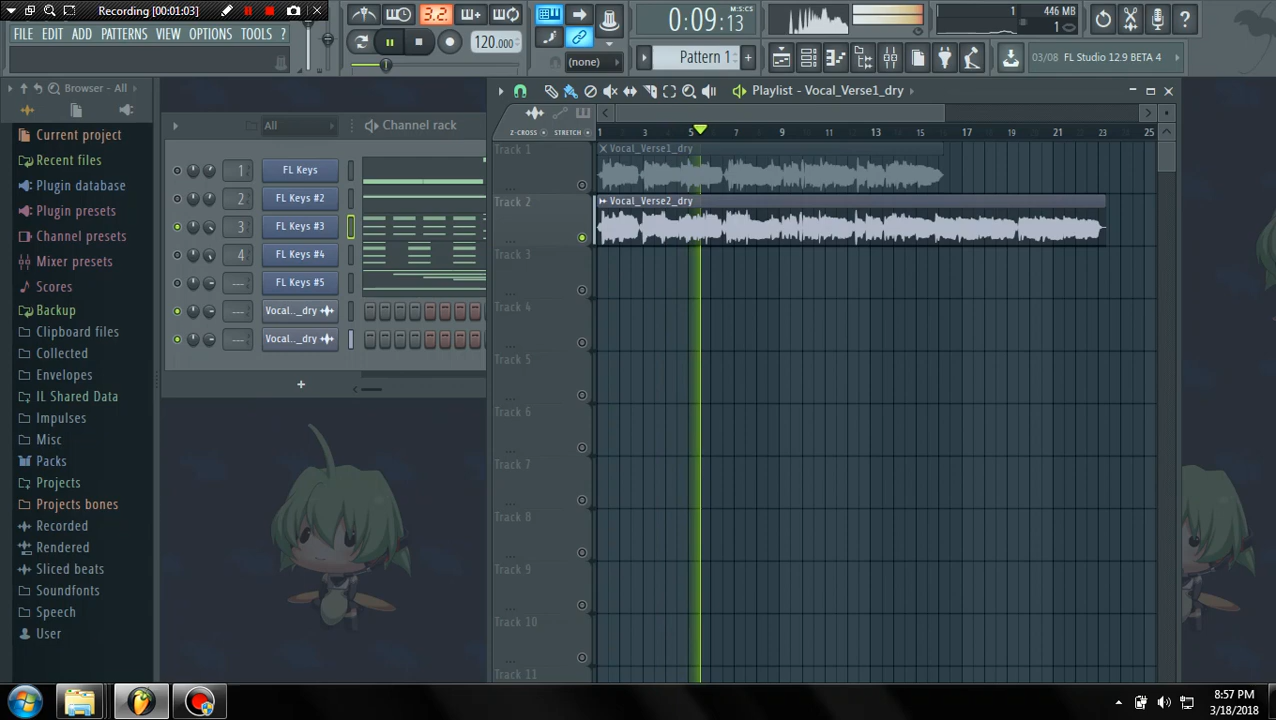 Recording [00:01:03]
FILE EDIT ADD PATTERNS VIEW OPTIONS TOOLS ?
3.2.
120.000
(none)
0:09:13
M:S:CS
Pattern 1
1
446 MB
1
03/08 FL Studio 12.9 BETA 4
Browser - All
Current project
Recent files
Plugin database
Plugin presets
Channel presets
Mixer presets
Scores
Backup
Clipboard files
Collected
Envelopes
IL Shared Data
Impulses
Misc
Packs
Projects
Projects bones
Recorded
Rendered
Sliced beats
Soundfonts
Speech
User
All
Channel rack
1 FL Keys
2 FL Keys #2
3 FL Keys #3
4 FL Keys #4
--- FL Keys #5
--- Vocal.._dry
--- Vocal.._dry
+
Playlist - Vocal_Verse1_dry
Z-CROSS STRETCH
1 3 5 7 9 11 13 15 17 19 21 23 25
Track 1
Vocal_Verse1_dry
Track 2
Vocal_Verse2_dry
Track 3
Track 4
Track 5
Track 6
Track 7
Track 8
Track 9
Track 10
Track 11
8:57 PM
3/18/2018